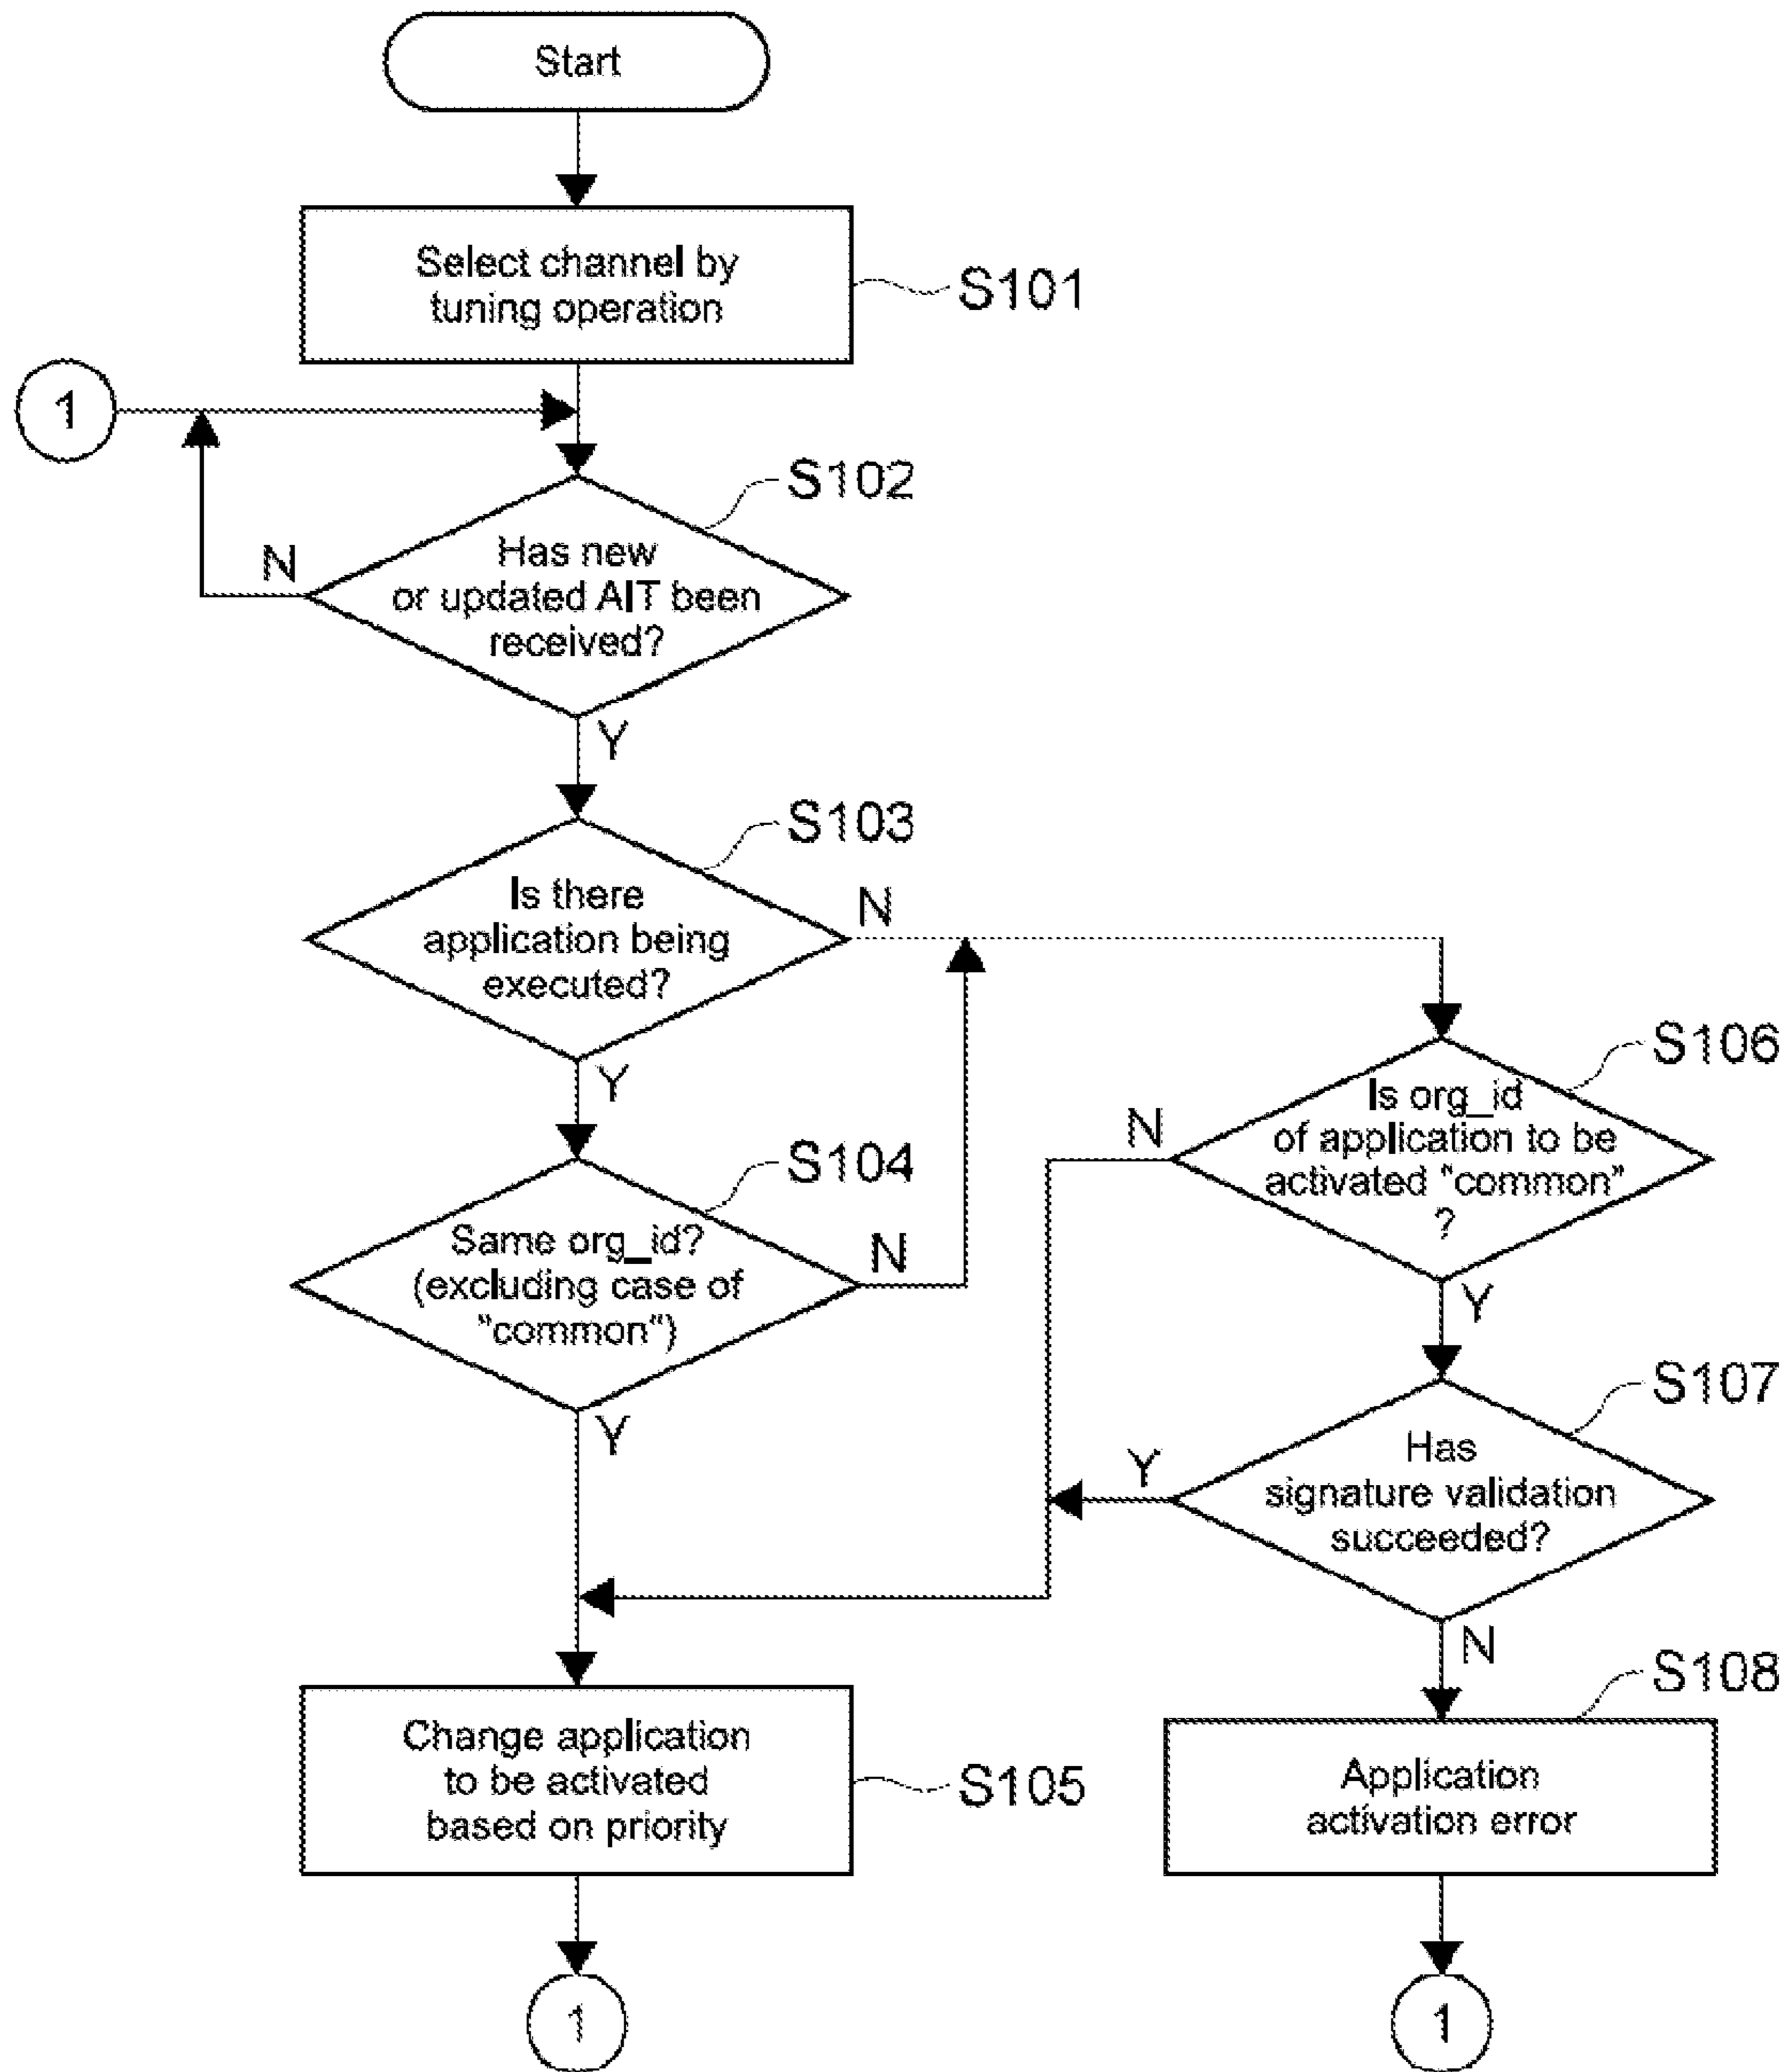 Start
Select channel by
tuning operation
S101
1
S102
Has new
or updated AIT been
received?
N
Y
S103
Is there
application being
executed?
N
Y
S104
Same org_id?
(excluding case of
"common")
N
Y
S106
Is org_id
of application to be
activated "common"
?
N
Y
S107
Has
signature validation
succeeded?
Y
N
Change application
to be activated
based on priority
S105
S108
Application
activation error
1
1